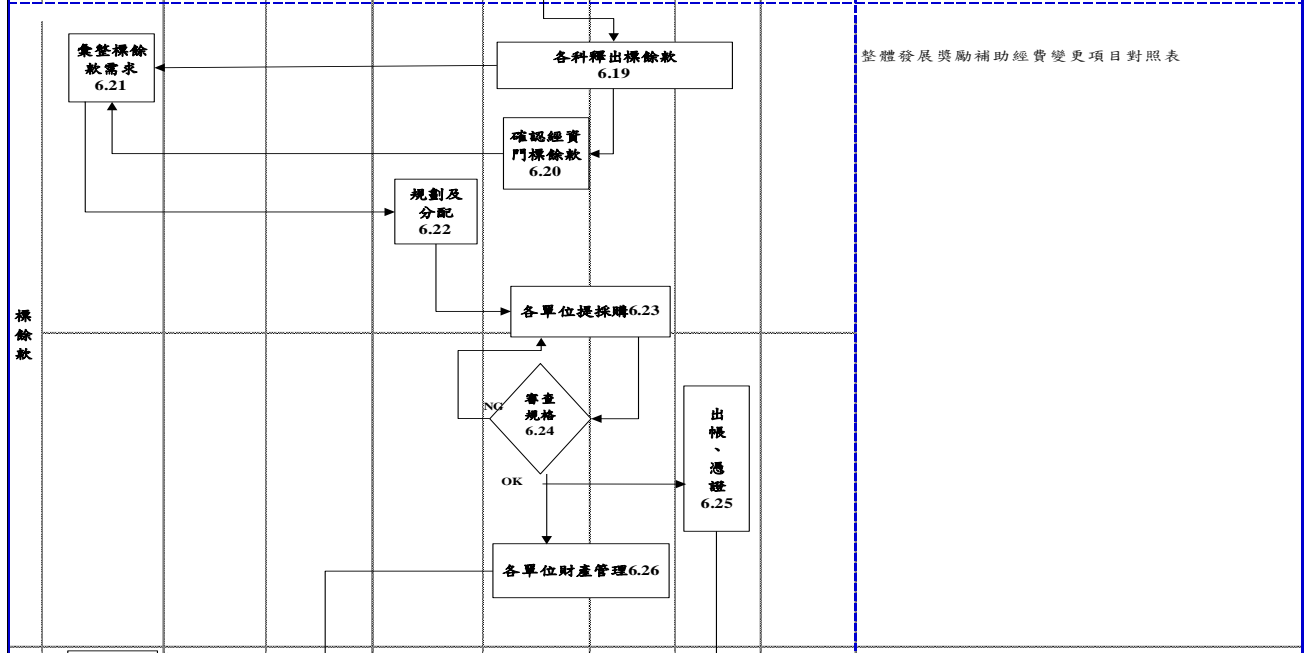 彙整標餘
款需求
6.21
各科釋出標餘款
6.19
整體發展獎勵補助經費變更項目對照表
確認經資
門標餘款
6.20
規劃及
分配
6.22
各單位提採購6.23
標
餘
款
NG
審查
規格
6.24
OK
出
帳
、
憑
證
6.25
各單位財產管理6.26